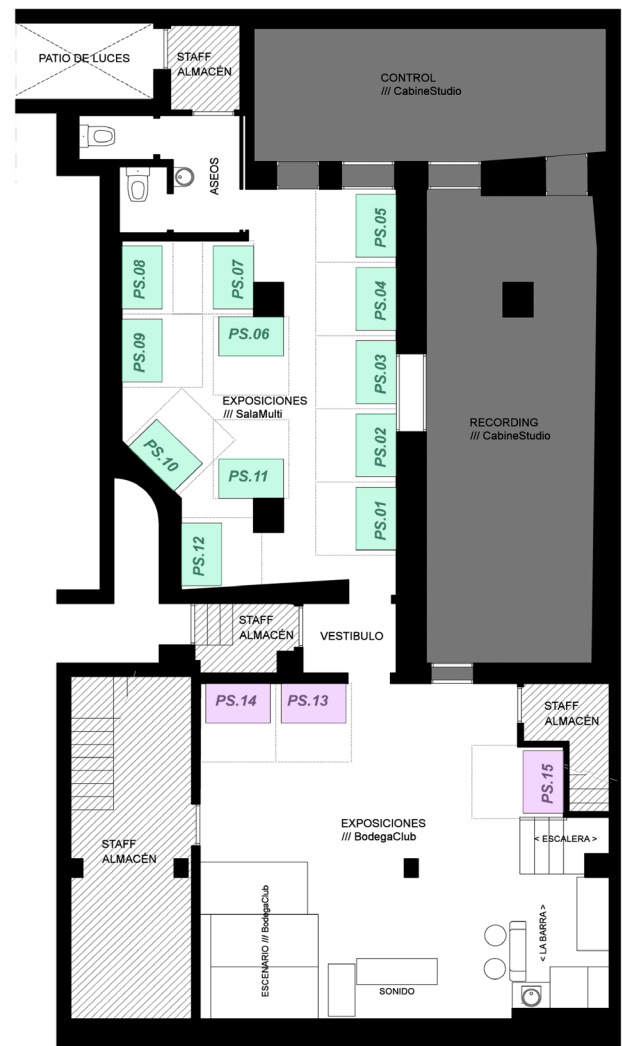 PATIO DE LUCES
STAFF
ALMACÉN
CONTROL
/// CabineStudio
ASEOS
PS.05
PS.08
PS.07
PS.04
PS.06
PS.09
PS.03
EXPOSICIONES
/// SalaMulti
RECORDING
/// CabineStudio
PS.02
PS.10
PS.11
PS.01
PS.12
STAFF
ALMACÉN
VESTIBULO
PS.14
PS.13
STAFF
ALMACÉN
PS.15
EXPOSICIONES
/// BodegaClub
< ESCALERA >
STAFF
ALMACÉN
ESCENARIO /// BodegaClub
< LA BARRA >
SONIDO